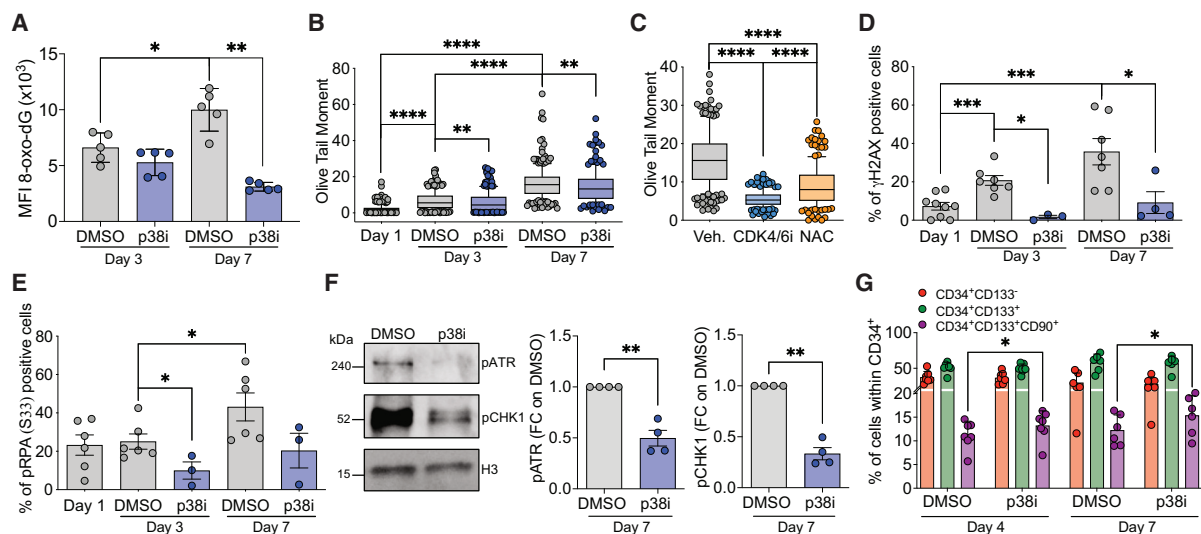 A
MFI 8-oxo-dG (x10³)
15
10
5
0
*
**
DMSO p38i DMSO p38i
Day 3 Day 7
B
Olive Tail Moment
80
60
40
20
0
****
****
**
****
**
Day 1 DMSO p38i DMSO p38i
Day 3 Day 7
C
Olive Tail Moment
40
30
20
10
0
****
**** ****
Veh. CDK4/6i NAC
D
% of γH2AX positive cells
80
60
40
20
0
***
*** *
*
Day 1 DMSO p38i DMSO p38i
Day 3 Day 7
E
% of pRPA (S33) positive cells
80
60
40
20
0
*
*
Day 1 DMSO p38i DMSO p38i
Day 3 Day 7
F
kDa DMSO p38i
240 pATR
52 pCHK1
15 H3
pATR (FC on DMSO)
1.5
1.0
0.5
0.0
**
DMSO p38i
Day 7
pCHK1 (FC on DMSO)
1.5
1.0
0.5
0.0
**
DMSO p38i
Day 7
G
CD34⁺CD133⁻
CD34⁺CD133⁺
CD34⁺CD133⁺CD90⁺
% of cells within CD34⁺
100
50
20
15
10
5
0
* *
DMSO p38i DMSO p38i
Day 4 Day 7